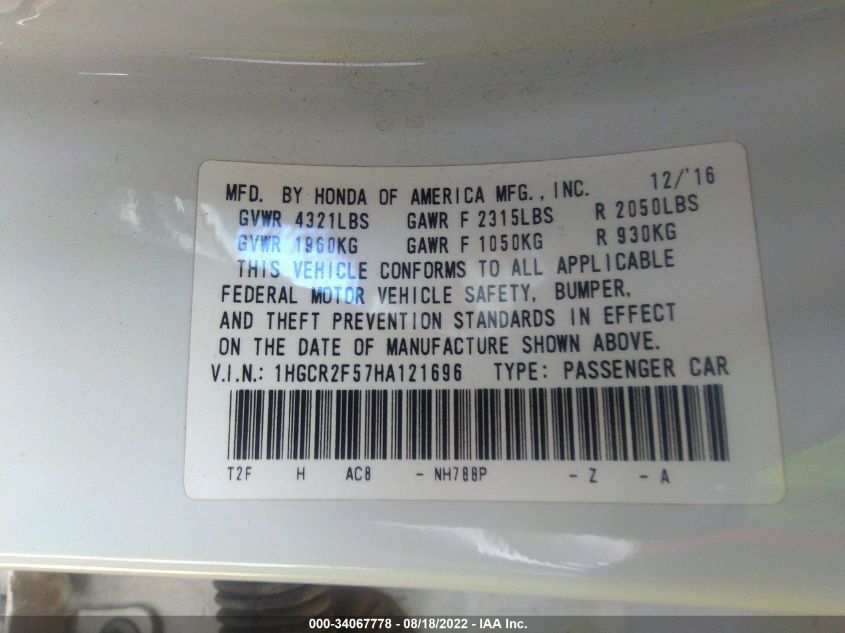 MFD. BY HONDA OF AMERICA MFG., INC. 12/'16
GVWR 4321LBS GAWR F 2315LBS R 2050LBS
GVWR 1960KG GAWR F 1050KG R 930KG
THIS VEHICLE CONFORMS TO ALL APPLICABLE
FEDERAL MOTOR VEHICLE SAFETY, BUMPER,
AND THEFT PREVENTION STANDARDS IN EFFECT
ON THE DATE OF MANUFACTURE SHOWN ABOVE.
V.I.N.: 1HGCR2F57HA121696 TYPE: PASSENGER CAR
T2F H AC8 - NH788P - Z - A
000-34067778 - 08/18/2022 - IAA Inc.